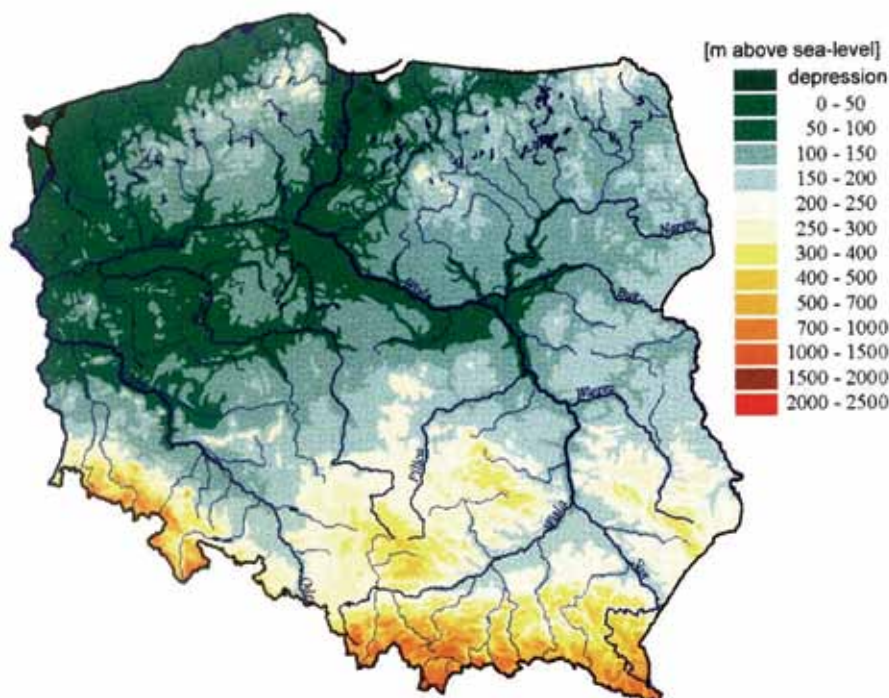 [m above sea-level]
depression
0 - 50
50 - 100
100 - 150
150 - 200
200 - 250
250 - 300
300 - 400
400 - 500
500 - 700
700 - 1000
1000 - 1500
1500 - 2000
2000 - 2500
Narew
Bug
Wieprz
Pilica
Wisła
San
Odra